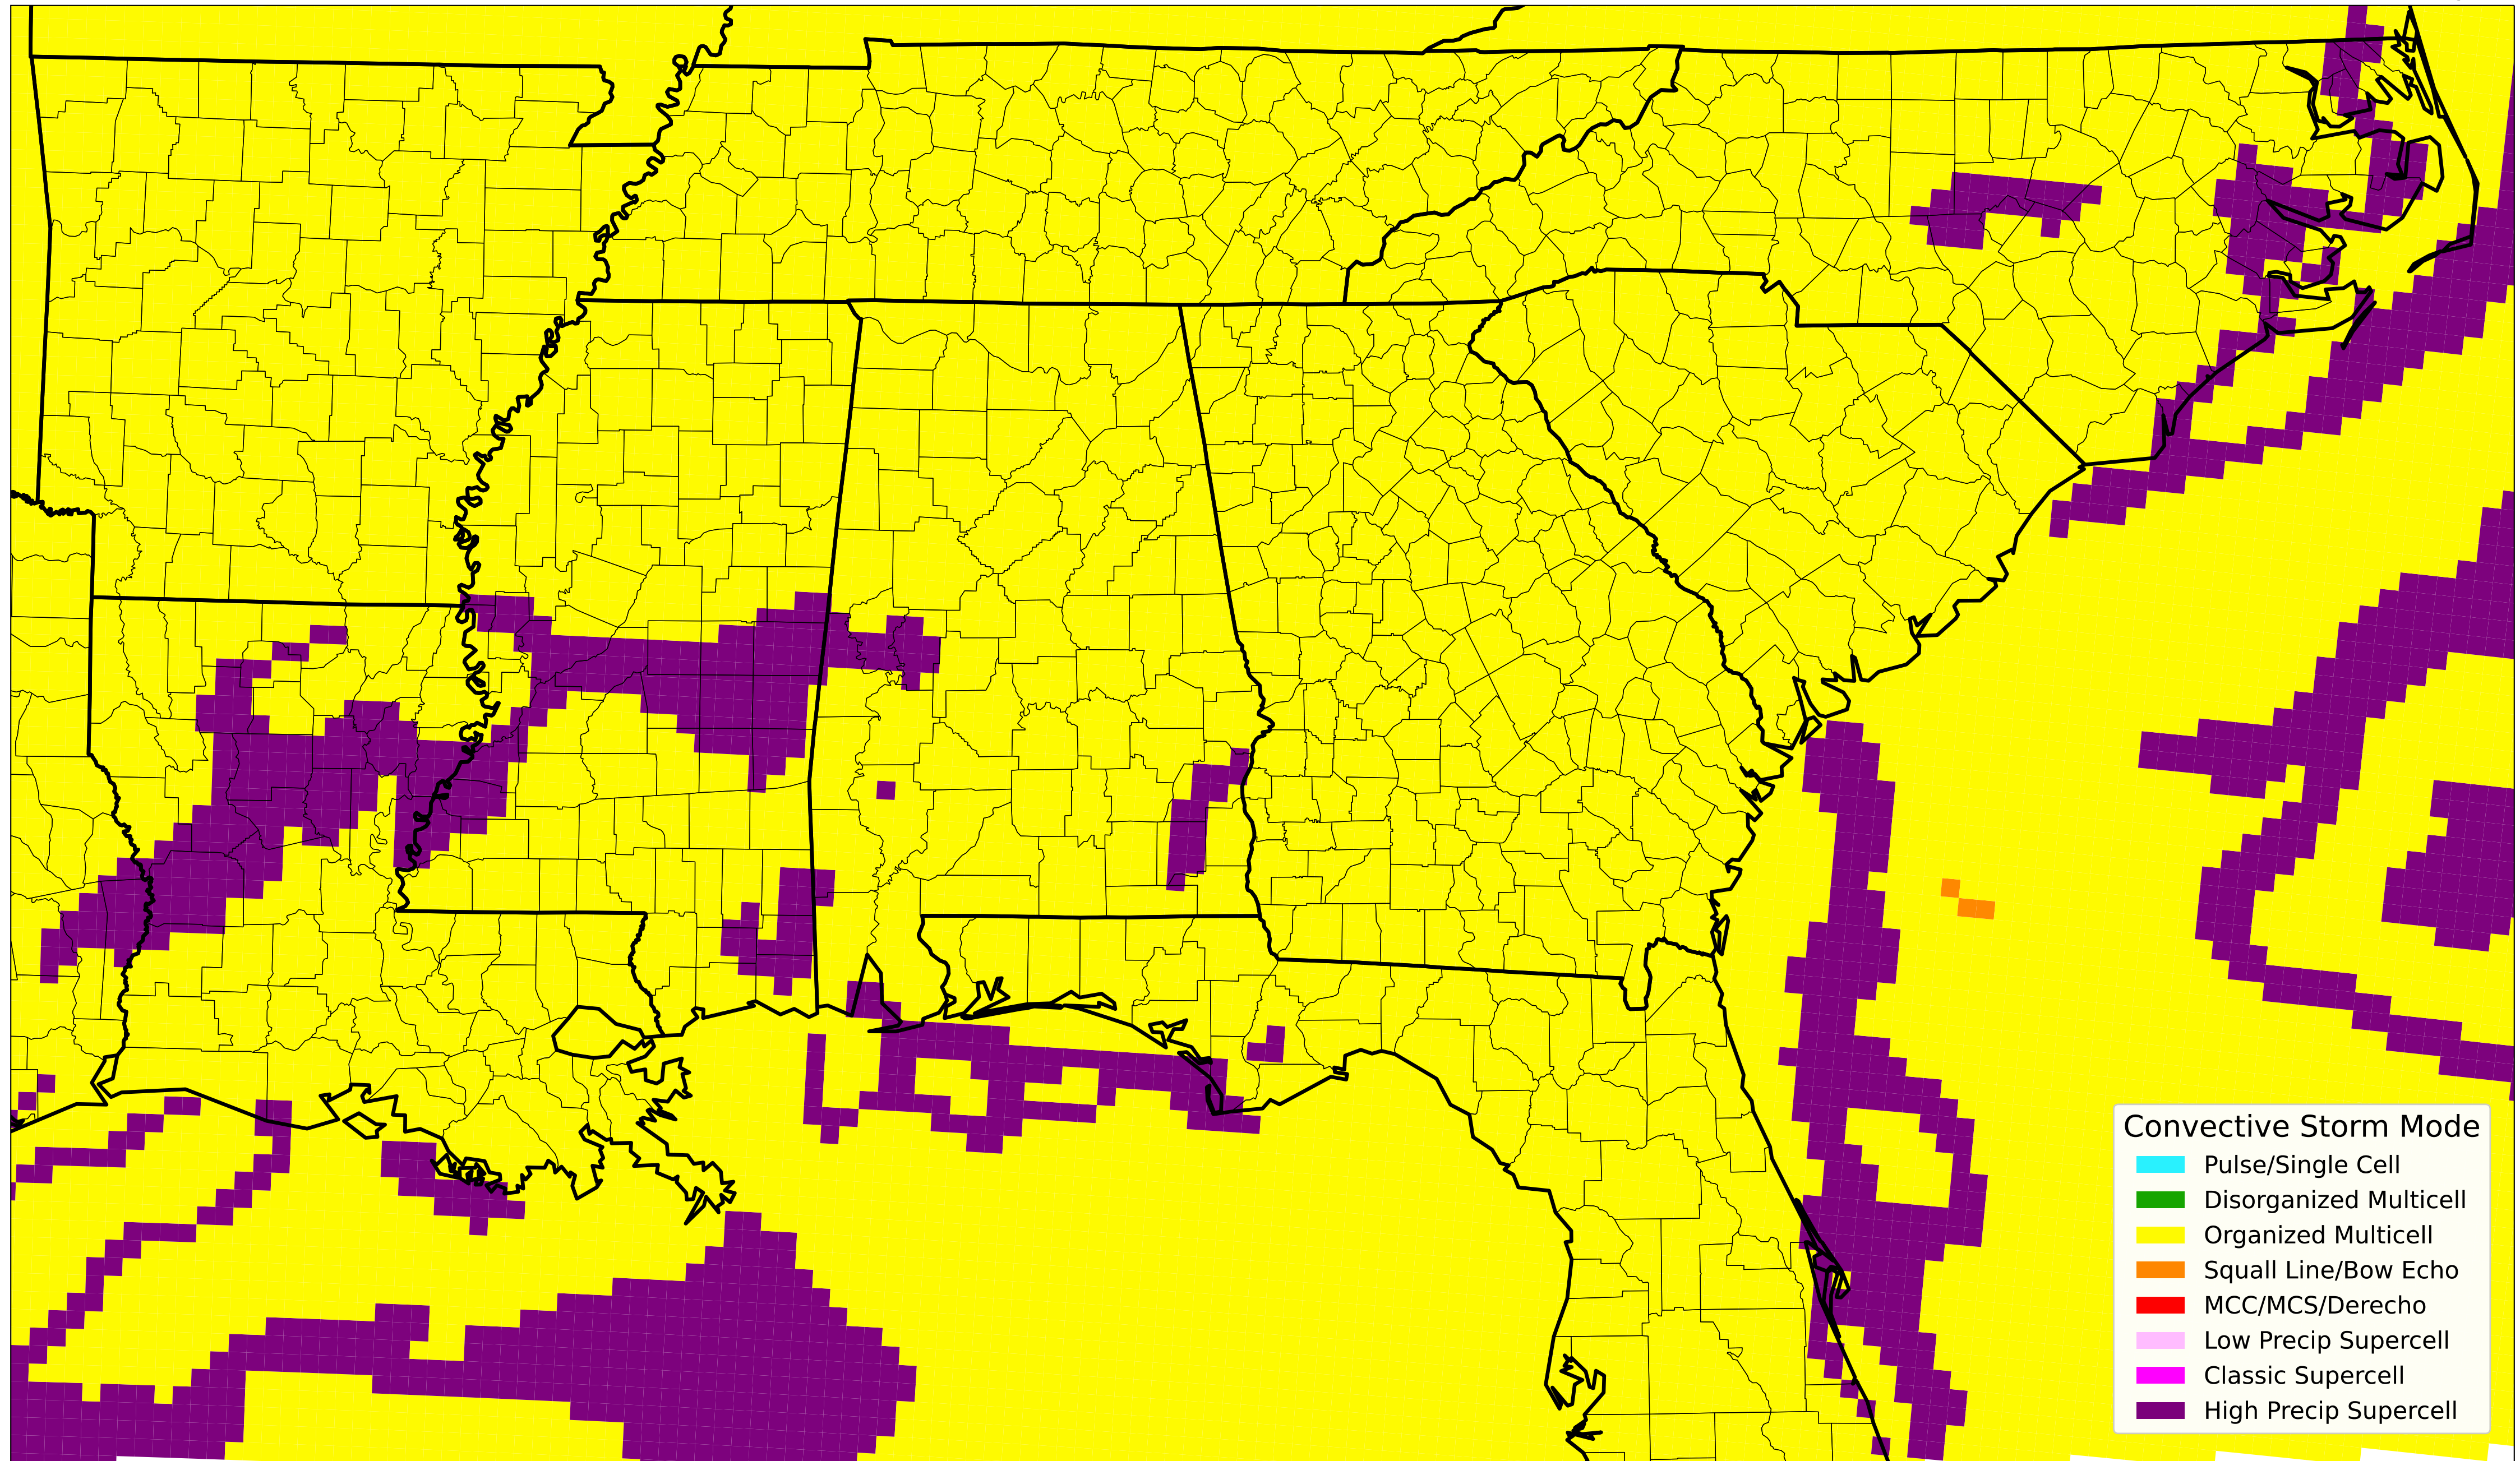 Convective Storm Mode
Pulse/Single Cell
Disorganized Multicell
Organized Multicell
Squall Line/Bow Echo
MCC/MCS/Derecho
Low Precip Supercell
Classic Supercell
High Precip Supercell